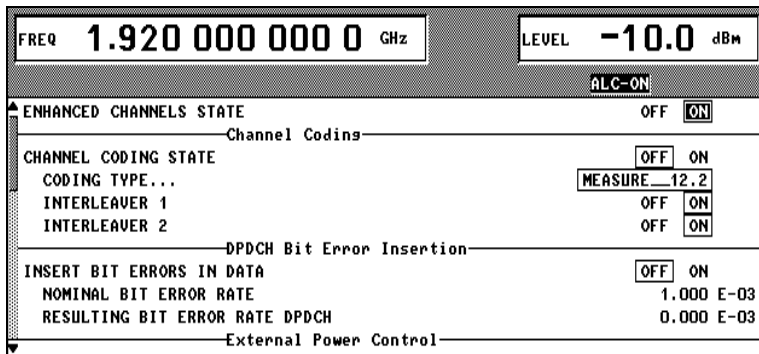 FREQ 1.920 000 000 0 GHz LEVEL -10.0 dBm
ALC-ON
ENHANCED CHANNELS STATE OFF ON
Channel Coding
CHANNEL CODING STATE OFF ON
CODING TYPE... MEASURE__12.2
INTERLEAVER 1 OFF ON
INTERLEAVER 2 OFF ON
DPDCH Bit Error Insertion
INSERT BIT ERRORS IN DATA OFF ON
NOMINAL BIT ERROR RATE 1.000 E-03
RESULTING BIT ERROR RATE DPDCH 0.000 E-03
External Power Control